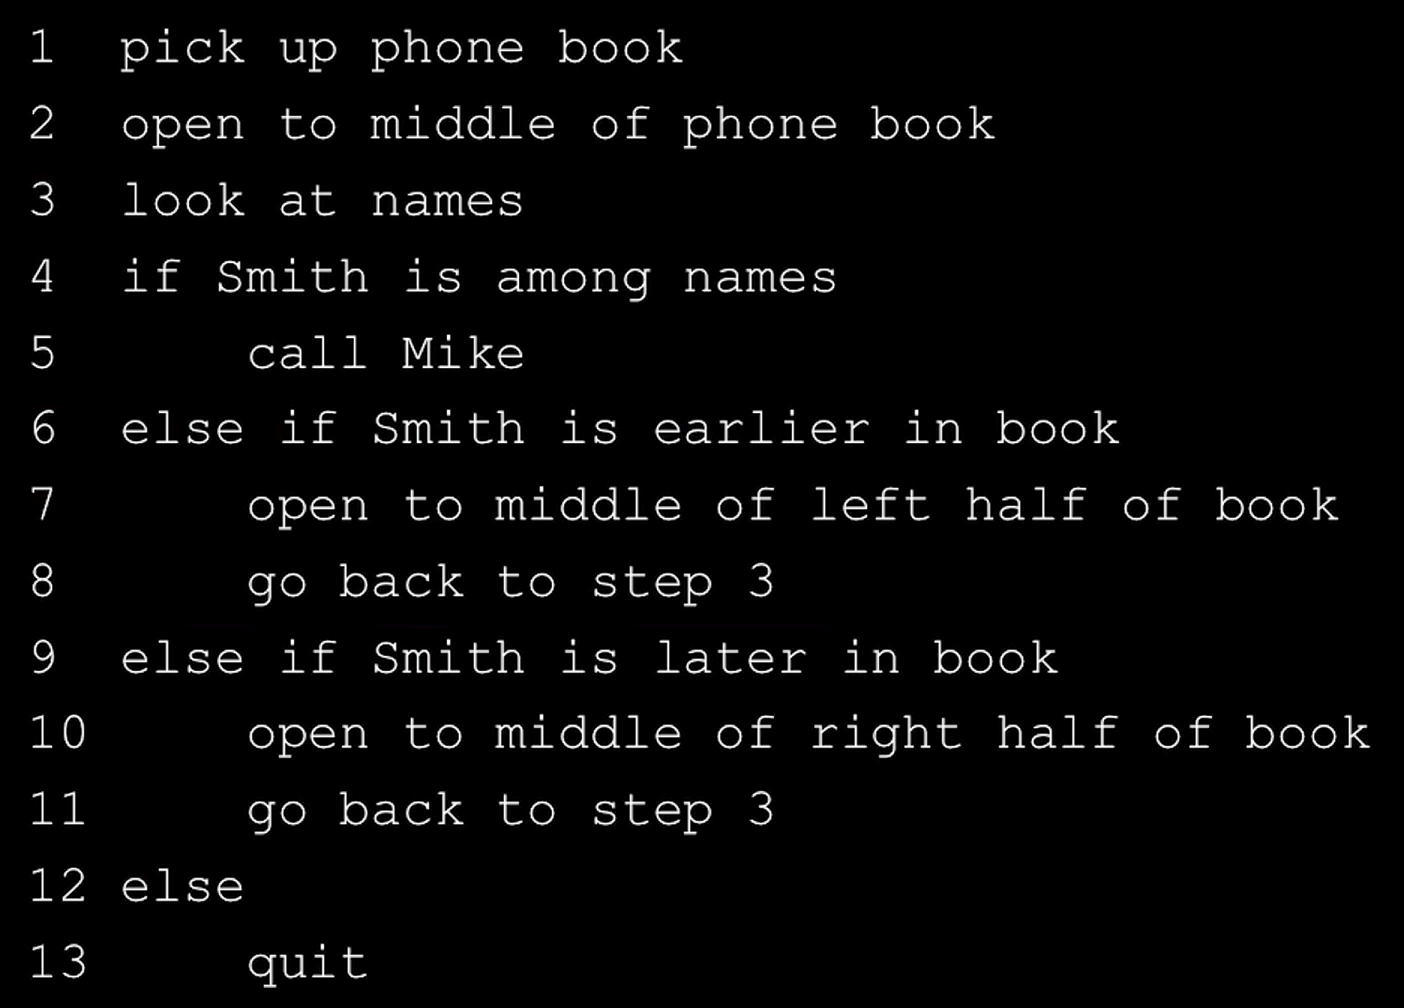 1 pick up phone book
2 open to middle of phone book
3 look at names
4 if Smith is among names
5     call Mike
6 else if Smith is earlier in book
7     open to middle of left half of book
8     go back to step 3
9 else if Smith is later in book
10     open to middle of right half of book
11     go back to step 3
12 else
13     quit